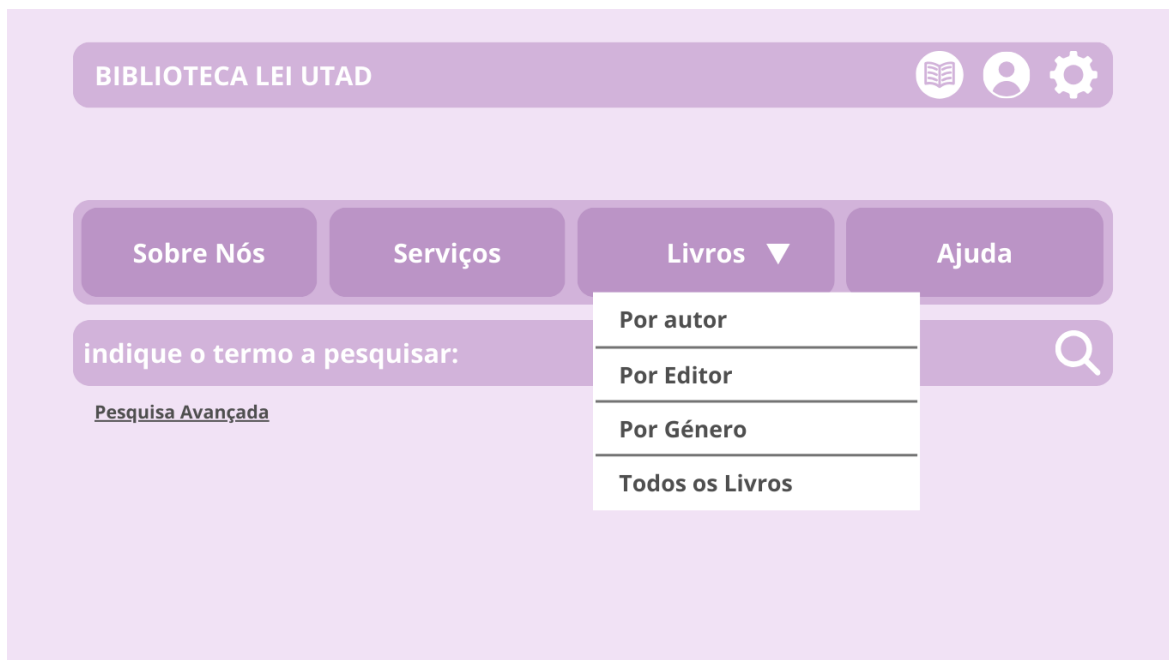 BIBLIOTECA LEI UTAD
Sobre Nós
Serviços
Livros
Ajuda
Por autor
indique o termo a pesquisar:
Por Editor
Pesquisa Avançada
Por Género
Todos os Livros